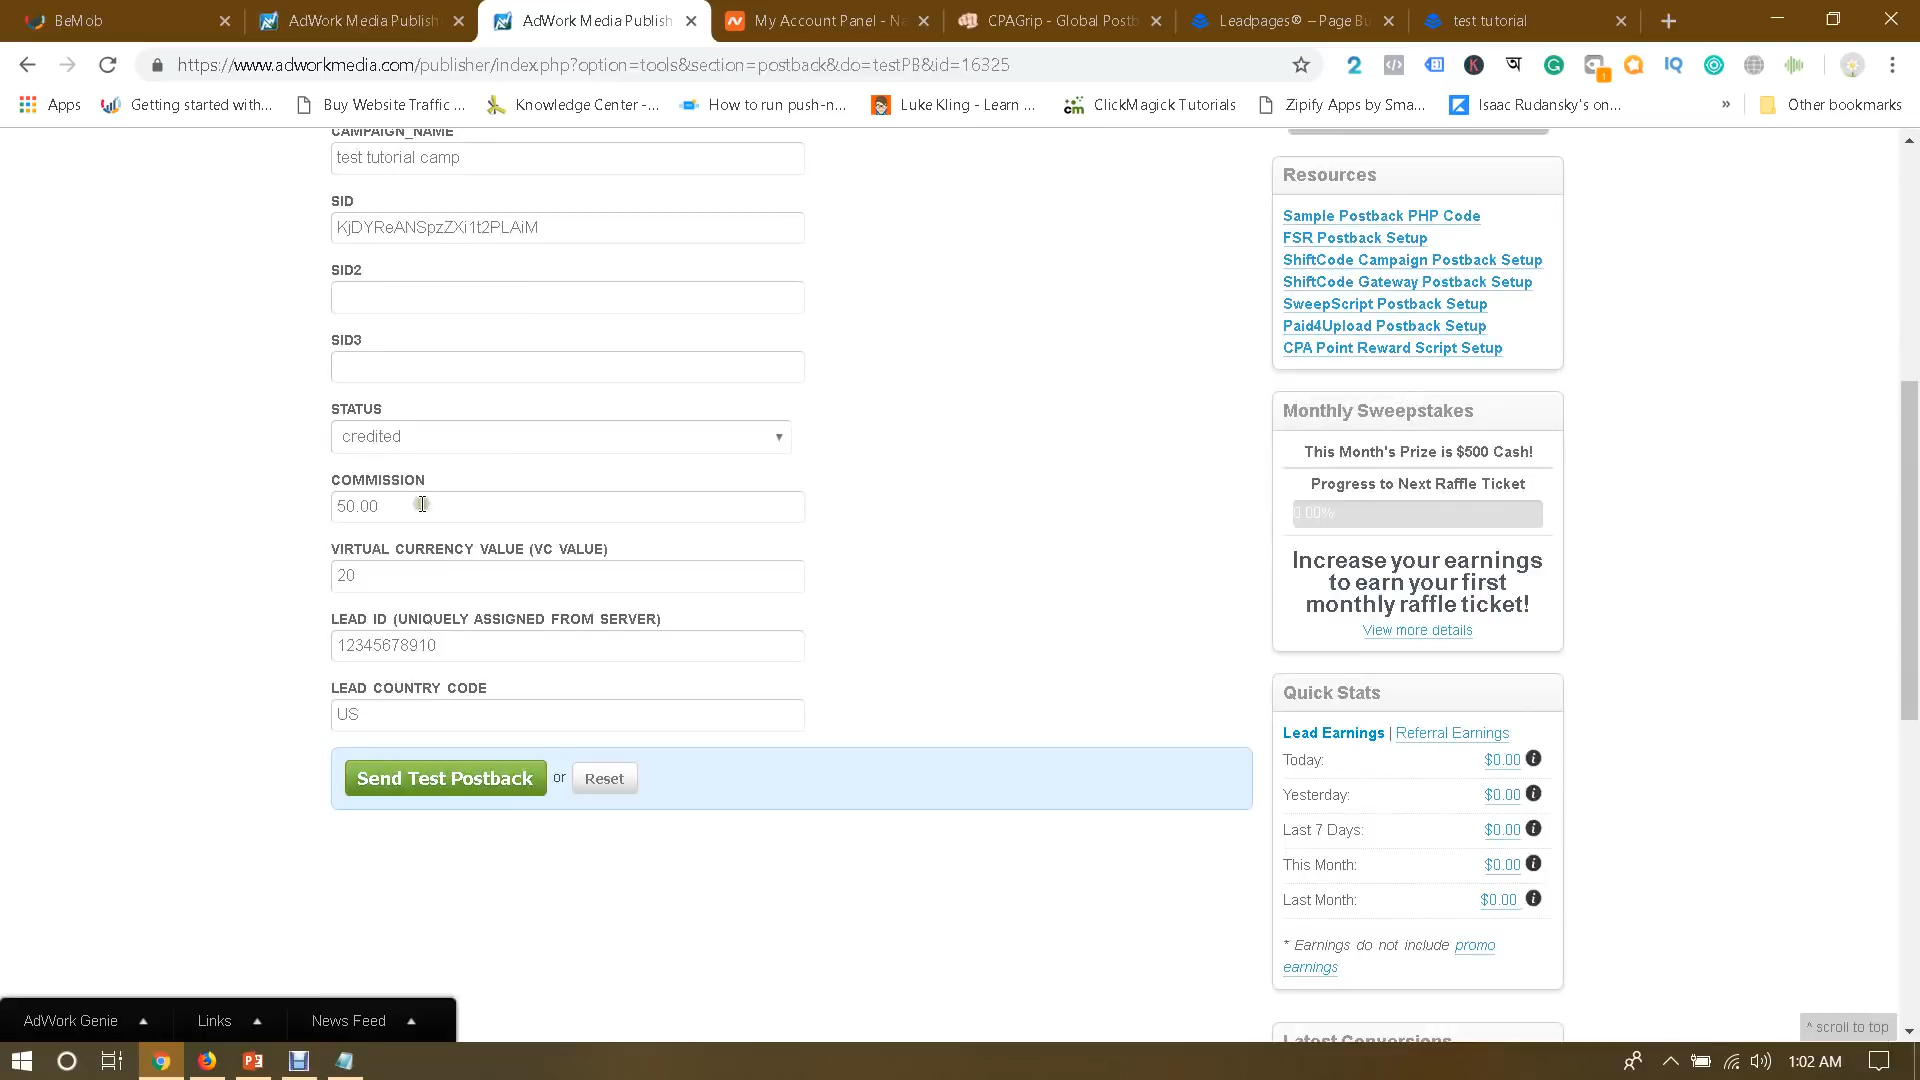 BeMob
AdWork Media Publish
AdWork Media Publish
My Account Panel - Na
CPAGrip - Global Postb
Leadpages® – Page Bu
test tutorial
https://www.adworkmedia.com/publisher/index.php?option=tools&section=postback&do=testPB&id=16325
Apps
Getting started with...
Buy Website Traffic ...
Knowledge Center -...
How to run push-n...
Luke Kling - Learn ...
ClickMagick Tutorials
Zipify Apps by Sma...
Isaac Rudansky's on...
»
Other bookmarks
CAMPAIGN_NAME
test tutorial camp
SID
KjDYReANSpzZXi1t2PLAiM
SID2
SID3
STATUS
credited
COMMISSION
50.00
VIRTUAL CURRENCY VALUE (VC VALUE)
20
LEAD ID (UNIQUELY ASSIGNED FROM SERVER)
12345678910
LEAD COUNTRY CODE
US
Send Test Postback or Reset
Resources
Sample Postback PHP Code
FSR Postback Setup
ShiftCode Campaign Postback Setup
ShiftCode Gateway Postback Setup
SweepScript Postback Setup
Paid4Upload Postback Setup
CPA Point Reward Script Setup
Monthly Sweepstakes
This Month's Prize is $500 Cash!
Progress to Next Raffle Ticket
0.00%
Increase your earnings
to earn your first
monthly raffle ticket!
View more details
Quick Stats
Lead Earnings | Referral Earnings
Today: $0.00
Yesterday: $0.00
Last 7 Days: $0.00
This Month: $0.00
Last Month: $0.00
* Earnings do not include promo
earnings
Latest Conversions
^ scroll to top
AdWork Genie
Links
News Feed
1:02 AM